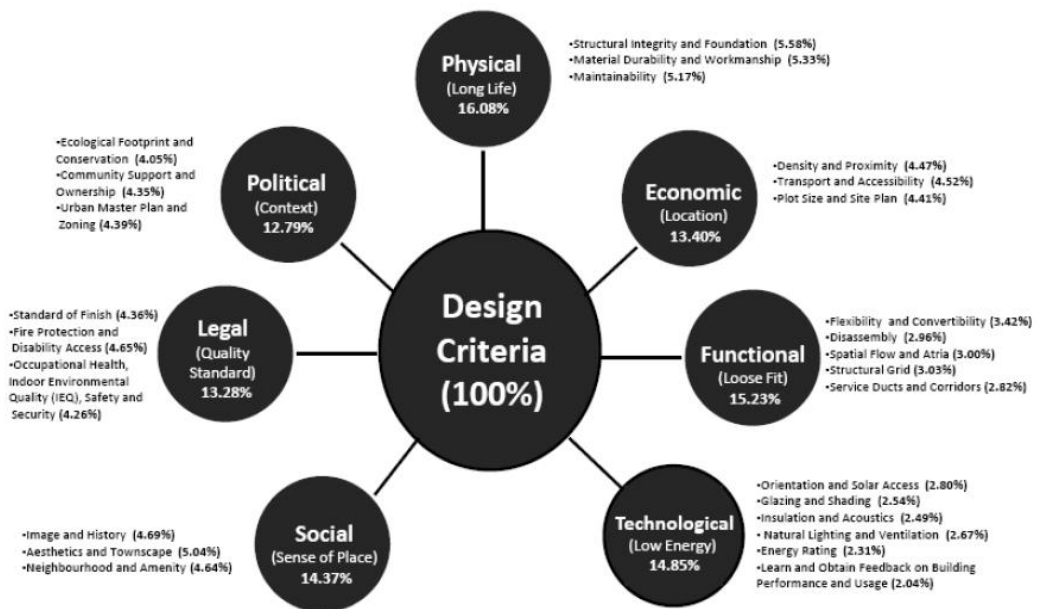 Physical
(Long Life)
16.08%
•Structural Integrity and Foundation (5.58%)
•Material Durability and Workmanship (5.33%)
•Maintainability (5.17%)
Economic
(Location)
13.40%
•Density and Proximity (4.47%)
•Transport and Accessibility (4.52%)
•Plot Size and Site Plan (4.41%)
Functional
(Loose Fit)
15.23%
•Flexibility and Convertibility (3.42%)
•Disassembly (2.96%)
•Spatial Flow and Atria (3.00%)
•Structural Grid (3.03%)
•Service Ducts and Corridors (2.82%)
Technological
(Low Energy)
14.85%
•Orientation and Solar Access (2.80%)
•Glazing and Shading (2.54%)
•Insulation and Acoustics (2.49%)
• Natural Lighting and Ventilation (2.67%)
•Energy Rating (2.31%)
•Learn and Obtain Feedback on Building
Performance and Usage (2.04%)
Social
(Sense of Place)
14.37%
•Image and History (4.69%)
•Aesthetics and Townscape (5.04%)
•Neighbourhood and Amenity (4.64%)
Legal
(Quality
Standard)
13.28%
•Standard of Finish (4.36%)
•Fire Protection and
Disability Access (4.65%)
•Occupational Health,
Indoor Environmental
Quality (IEQ), Safety and
Security (4.26%)
Political
(Context)
12.79%
•Ecological Footprint and
Conservation (4.05%)
•Community Support and
Ownership (4.35%)
•Urban Master Plan and
Zoning (4.39%)
Design
Criteria
(100%)